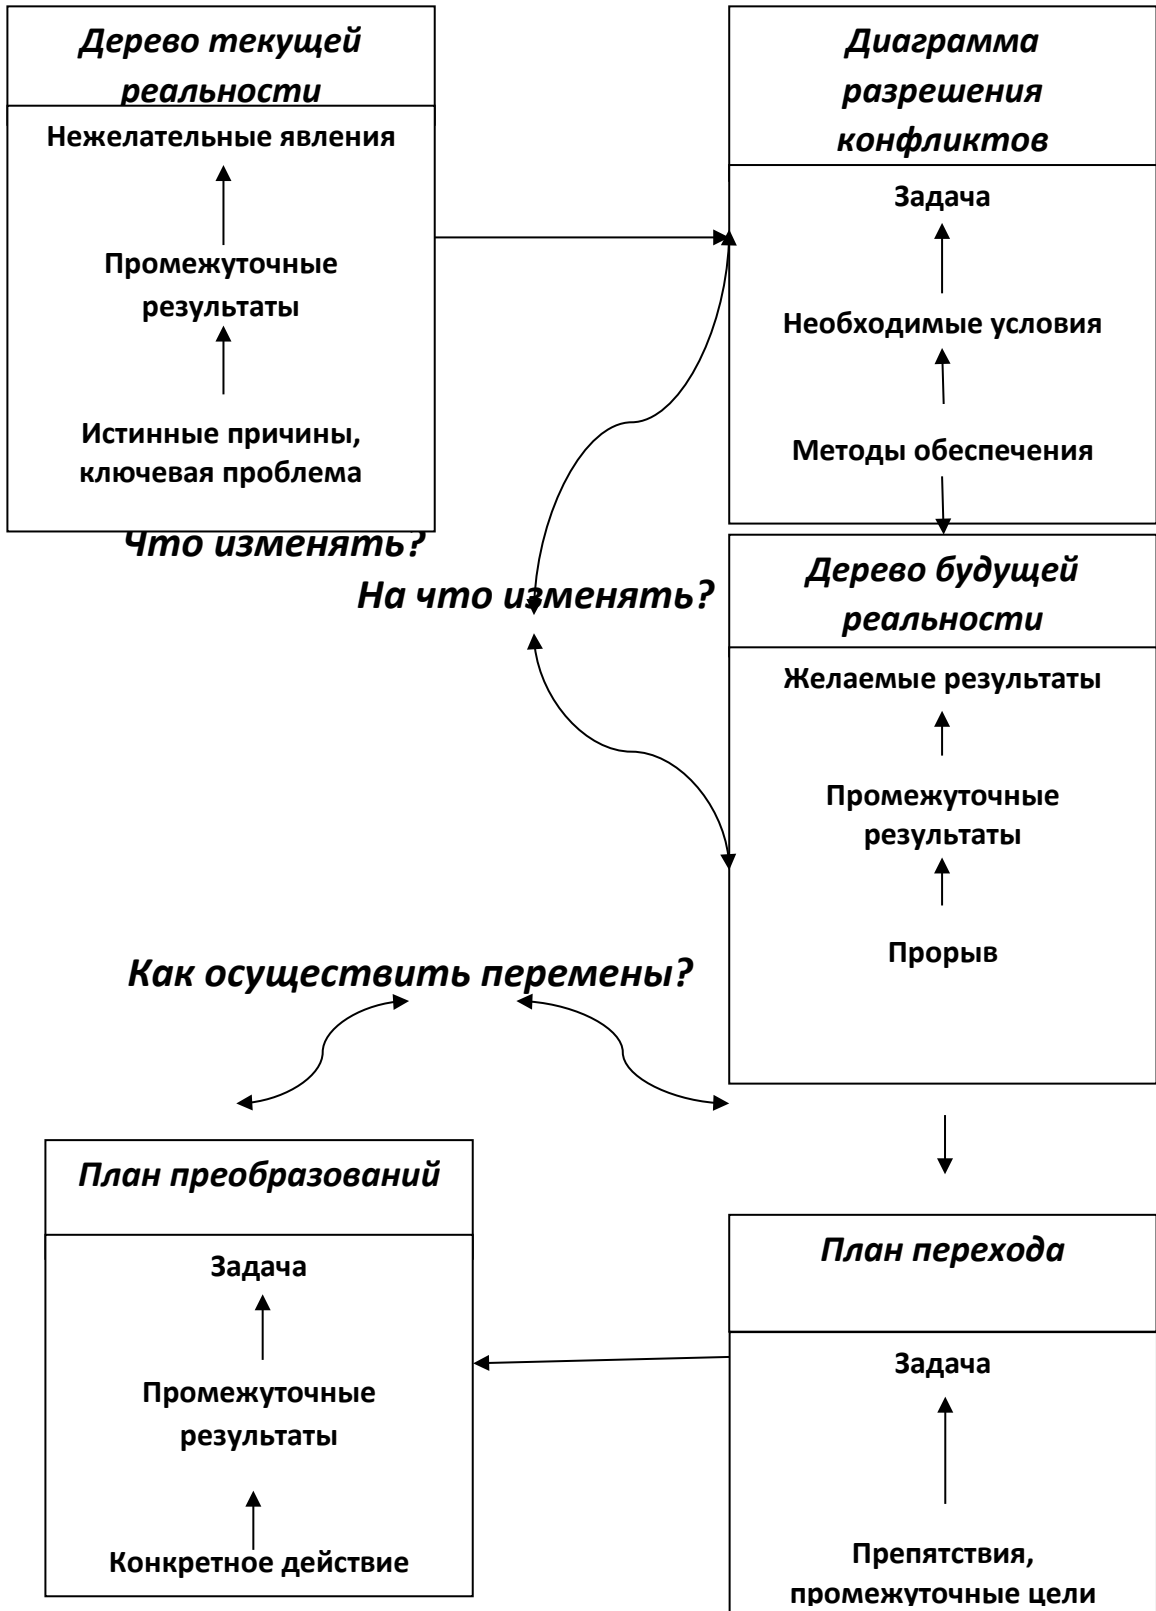 Дерево текущей
реальности
Нежелательные явления
Промежуточные
результаты
Истинные причины,
ключевая проблема
Что изменять?
Диаграмма
разрешения
конфликтов
Задача
Необходимые условия
Методы обеспечения
На что изменять?
Дерево будущей
реальности
Желаемые результаты
Промежуточные
результаты
Прорыв
Как осуществить перемены?
План преобразований
Задача
Промежуточные
результаты
Конкретное действие
План перехода
Задача
Препятствия,
промежуточные цели